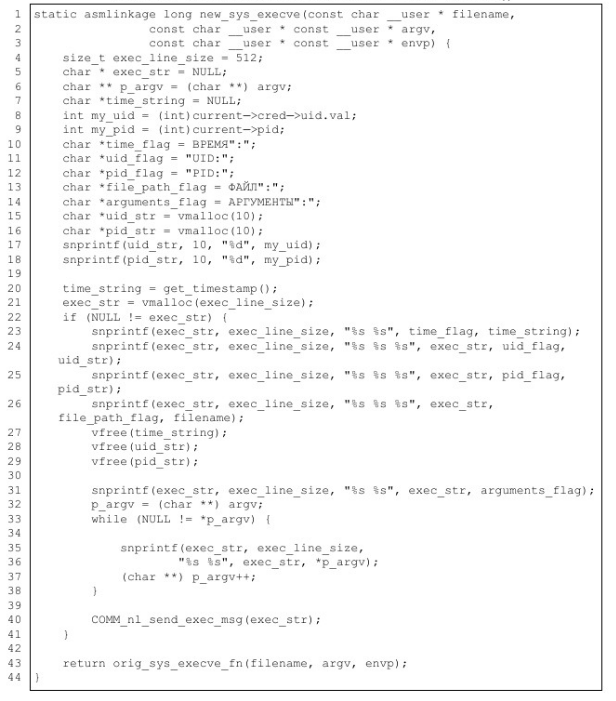 1 static asmlinkage long new_sys_execve(const char __user * filename,
2 const char __user * const __user * argv,
3 const char __user * const __user * envp) {
4 size_t exec_line_size = 512;
5 char * exec_str = NULL;
6 char ** p_argv = (char **) argv;
7 char *time_string = NULL;
8 int my_uid = (int)current->cred->uid.val;
9 int my_pid = (int)current->pid;
10 char *time_flag = ВРЕМЯ":";
11 char *uid_flag = "UID:";
12 char *pid_flag = "PID:";
13 char *file_path_flag = ФАЙЛ":";
14 char *arguments_flag = АРГУМЕНТЫ":";
15 char *uid_str = vmalloc(10);
16 char *pid_str = vmalloc(10);
17 snprintf(uid_str, 10, "%d", my_uid);
18 snprintf(pid_str, 10, "%d", my_pid);
19
20 time_string = get_timestamp();
21 exec_str = vmalloc(exec_line_size);
22 if (NULL != exec_str) {
23 snprintf(exec_str, exec_line_size, "%s %s", time_flag, time_string);
24 snprintf(exec_str, exec_line_size, "%s %s %s", exec_str, uid_flag,
uid_str);
25 snprintf(exec_str, exec_line_size, "%s %s %s", exec_str, pid_flag,
pid_str);
26 snprintf(exec_str, exec_line_size, "%s %s %s", exec_str,
file_path_flag, filename);
27 vfree(time_string);
28 vfree(uid_str);
29 vfree(pid_str);
30
31 snprintf(exec_str, exec_line_size, "%s %s", exec_str, arguments_flag);
32 p_argv = (char **) argv;
33 while (NULL != *p_argv) {
34
35 snprintf(exec_str, exec_line_size,
36 "%s %s", exec_str, *p_argv);
37 (char **) p_argv++;
38 }
39
40 COMM_nl_send_exec_msg(exec_str);
41 }
42
43 return orig_sys_execve_fn(filename, argv, envp);
44 }